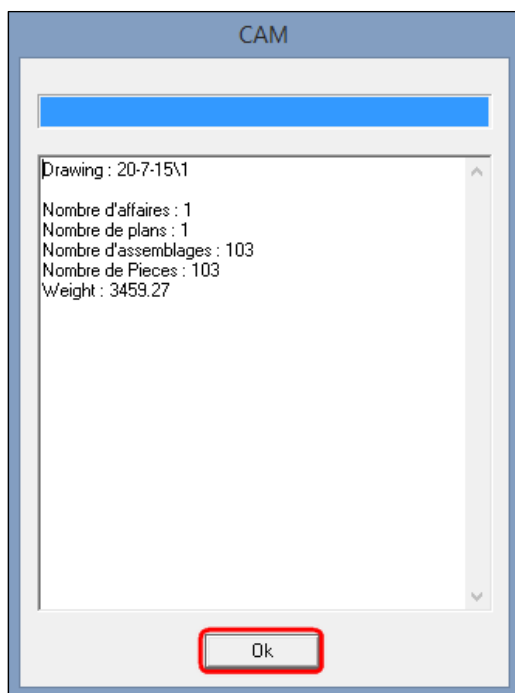 CAM
Drawing : 20-7-15\1
Nombre d'affaires : 1
Nombre de plans : 1
Nombre d'assemblages : 103
Nombre de Pieces : 103
Weight : 3459.27
Ok